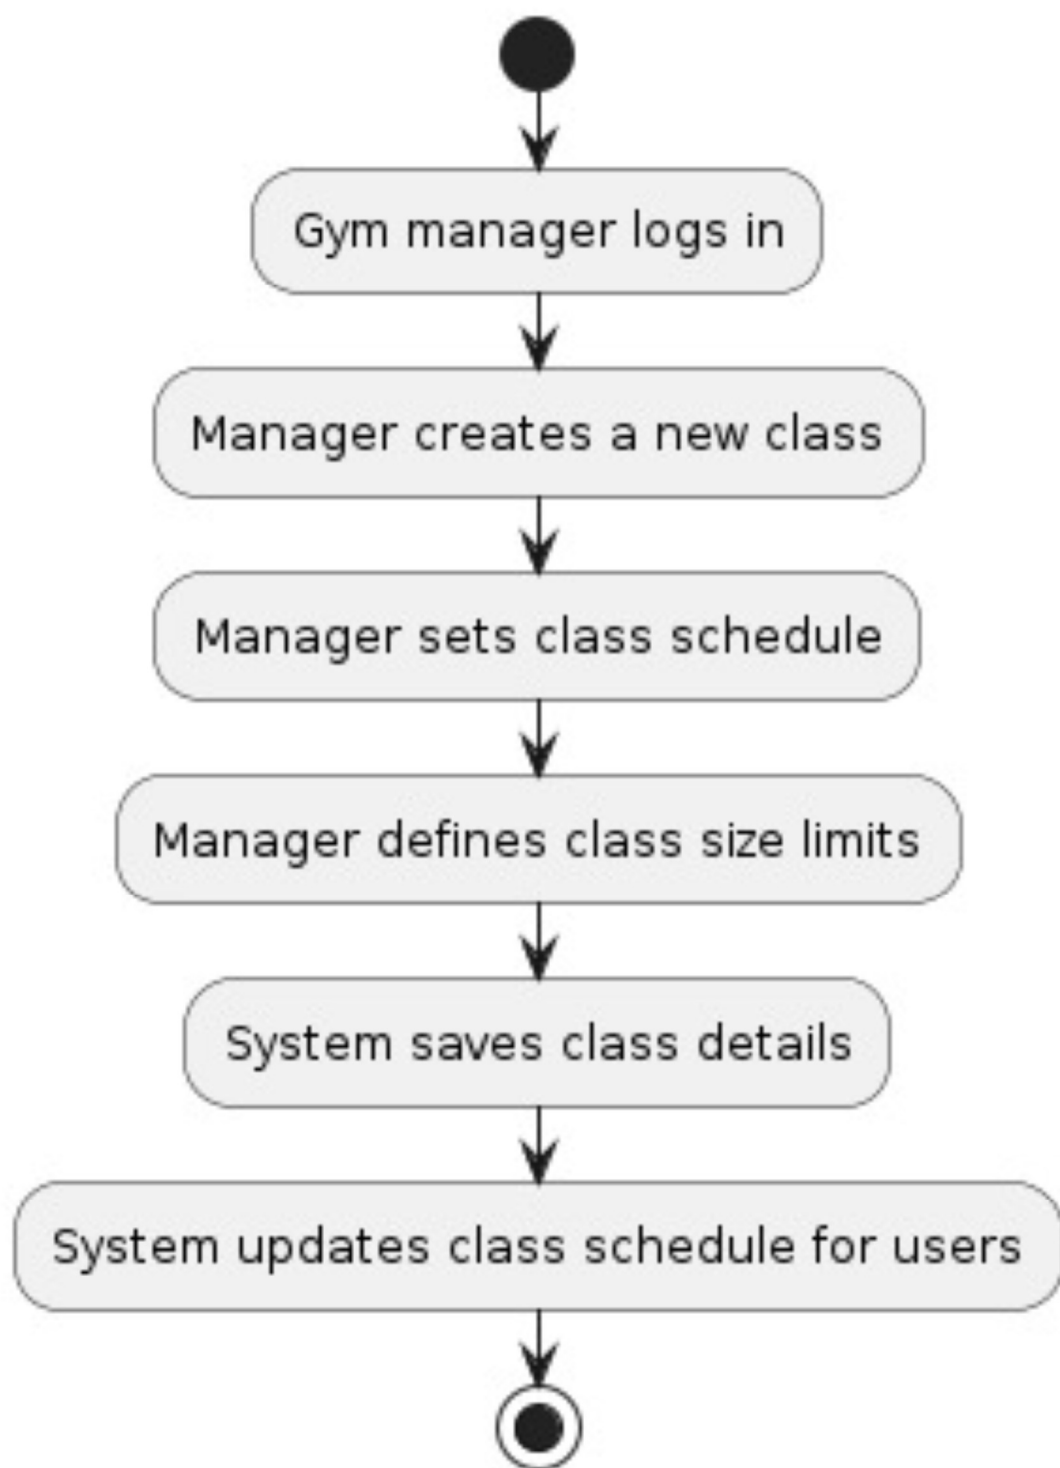 Gym manager logs in
Manager creates a new class
Manager sets class schedule
Manager defines class size limits
System saves class details
System updates class schedule for users